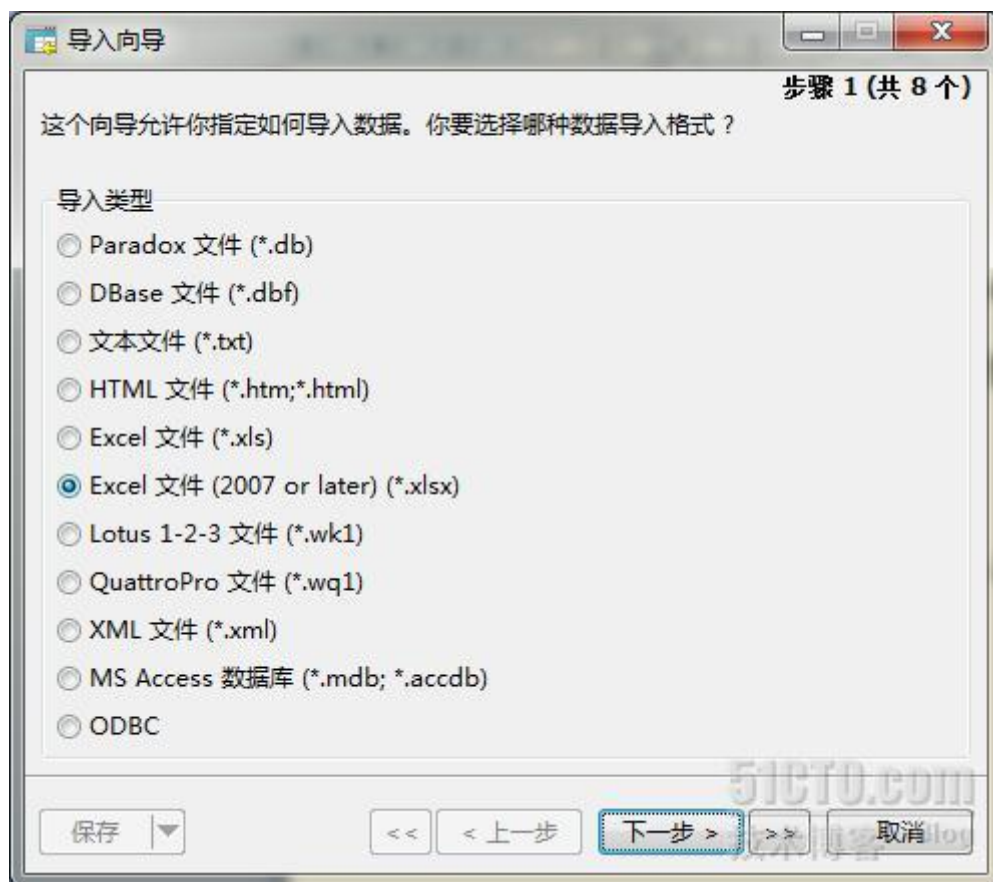 导入向导
步骤 1 (共 8 个)
这个向导允许你指定如何导入数据。你要选择哪种数据导入格式？
导入类型
Paradox 文件 (*.db)
DBase 文件 (*.dbf)
文本文件 (*.txt)
HTML 文件 (*.htm;*.html)
Excel 文件 (*.xls)
Excel 文件 (2007 or later) (*.xlsx)
Lotus 1-2-3 文件 (*.wk1)
QuattroPro 文件 (*.wq1)
XML 文件 (*.xml)
MS Access 数据库 (*.mdb; *.accdb)
ODBC
51CTO.com
保存 << < 上一步 下一步 > >> 取消
技术博客 Blog